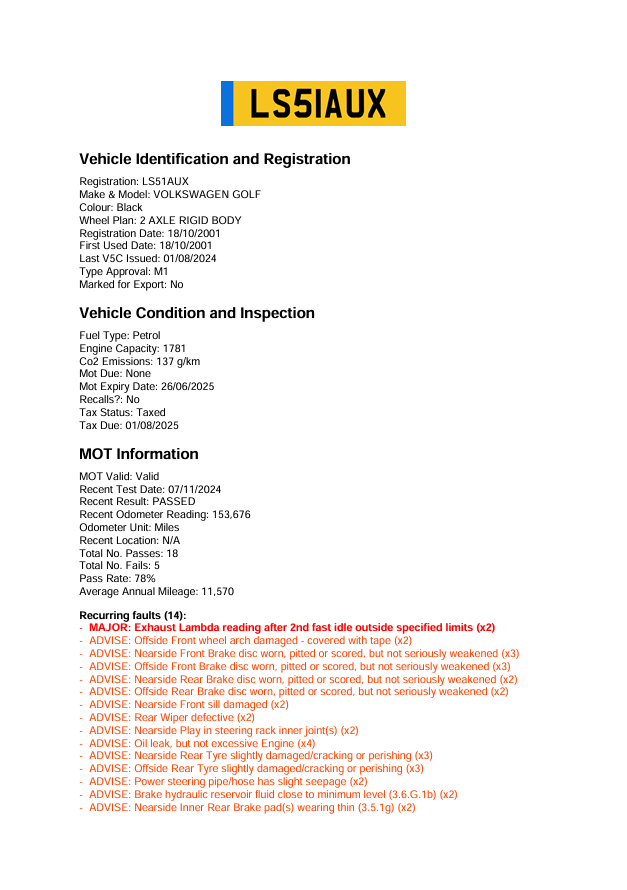 LS51AUX
Vehicle Identification and Registration
Registration: LS51AUX
Make & Model: VOLKSWAGEN GOLF
Colour: Black
Wheel Plan: 2 AXLE RIGID BODY
Registration Date: 18/10/2001
First Used Date: 18/10/2001
Last V5C Issued: 01/08/2024
Type Approval: M1
Marked for Export: No
Vehicle Condition and Inspection
Fuel Type: Petrol
Engine Capacity: 1781
Co2 Emissions: 137 g/km
Mot Due: None
Mot Expiry Date: 26/06/2025
Recalls?: No
Tax Status: Taxed
Tax Due: 01/08/2025
MOT Information
MOT Valid: Valid
Recent Test Date: 07/11/2024
Recent Result: PASSED
Recent Odometer Reading: 153,676
Odometer Unit: Miles
Recent Location: N/A
Total No. Passes: 18
Total No. Fails: 5
Pass Rate: 78%
Average Annual Mileage: 11,570
Recurring faults (14):
- MAJOR: Exhaust Lambda reading after 2nd fast idle outside specified limits (x2)
- ADVISE: Offside Front wheel arch damaged - covered with tape (x2)
- ADVISE: Nearside Front Brake disc worn, pitted or scored, but not seriously weakened (x3)
- ADVISE: Offside Front Brake disc worn, pitted or scored, but not seriously weakened (x3)
- ADVISE: Nearside Rear Brake disc worn, pitted or scored, but not seriously weakened (x2)
- ADVISE: Offside Rear Brake disc worn, pitted or scored, but not seriously weakened (x2)
- ADVISE: Nearside Front sill damaged (x2)
- ADVISE: Rear Wiper defective (x2)
- ADVISE: Nearside Play in steering rack inner joint(s) (x2)
- ADVISE: Oil leak, but not excessive Engine (x4)
- ADVISE: Nearside Rear Tyre slightly damaged/cracking or perishing (x3)
- ADVISE: Offside Rear Tyre slightly damaged/cracking or perishing (x3)
- ADVISE: Power steering pipe/hose has slight seepage (x2)
- ADVISE: Brake hydraulic reservoir fluid close to minimum level (3.6.G.1b) (x2)
- ADVISE: Nearside Inner Rear Brake pad(s) wearing thin (3.5.1g) (x2)